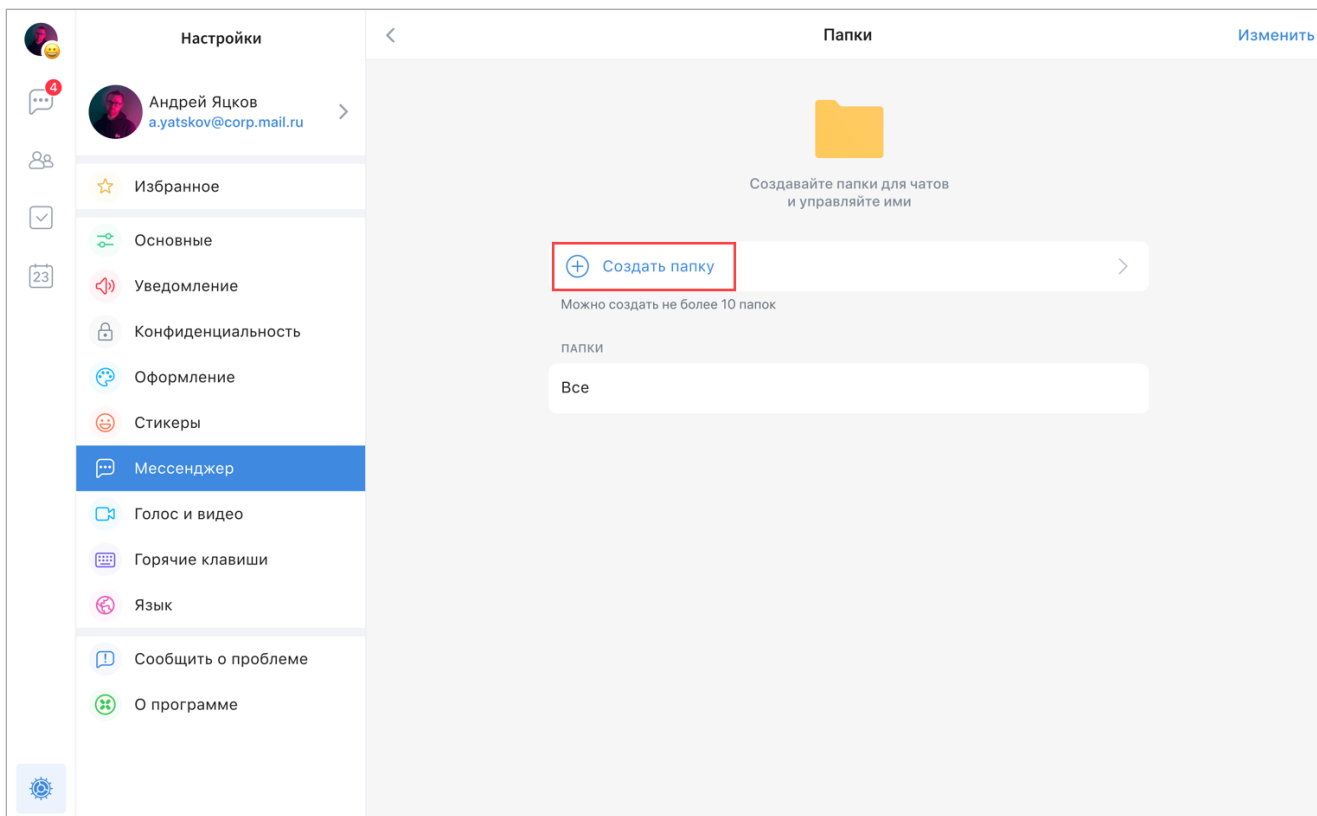 Настройки
Папки
Изменить
4
Андрей Яцков
a.yatskov@corp.mail.ru
23
Избранное
Основные
Уведомление
Конфиденциальность
Оформление
Стикеры
Мессенджер
Голос и видео
Горячие клавиши
Язык
Сообщить о проблеме
О программе
Создавайте папки для чатов
и управляйте ими
Создать папку
Можно создать не более 10 папок
ПАПКИ
Все